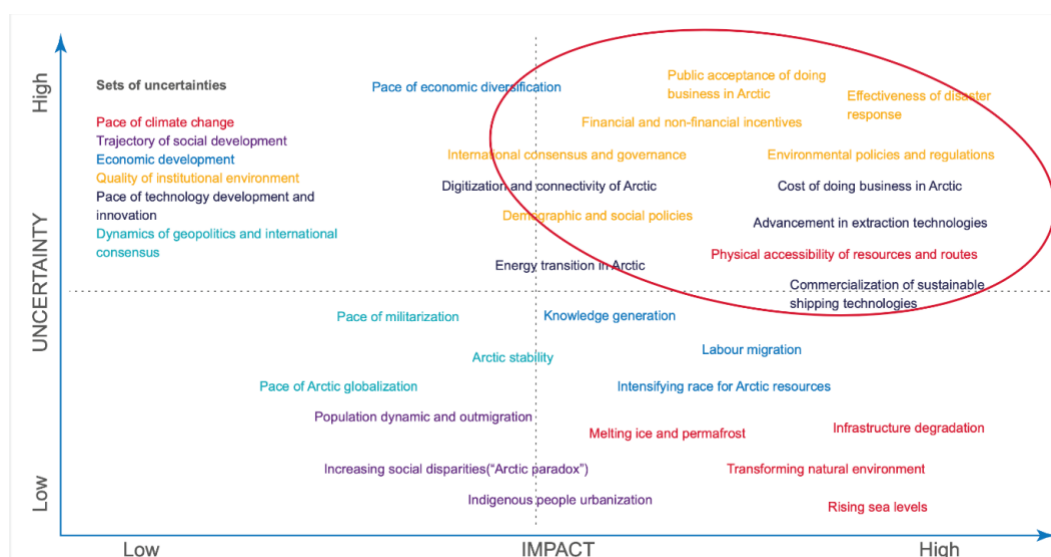 High
UNCERTAINTY
Low
Sets of uncertainties
Pace of climate change
Trajectory of social development
Economic development
Quality of institutional environment
Pace of technology development and
innovation
Dynamics of geopolitics and international
consensus
Pace of economic diversification
Public acceptance of doing
business in Arctic
Effectiveness of disaster
response
Financial and non-financial incentives
International consensus and governance
Environmental policies and regulations
Digitization and connectivity of Arctic
Cost of doing business in Arctic
Demographic and social policies
Advancement in extraction technologies
Physical accessibility of resources and routes
Energy transition in Arctic
Commercialization of sustainable
shipping technologies
Pace of militarization
Knowledge generation
Labour migration
Arctic stability
Pace of Arctic globalization
Intensifying race for Arctic resources
Population dynamic and outmigration
Melting ice and permafrost
Infrastructure degradation
Increasing social disparities(“Arctic paradox”)
Transforming natural environment
Indigenous people urbanization
Rising sea levels
Low
IMPACT
High